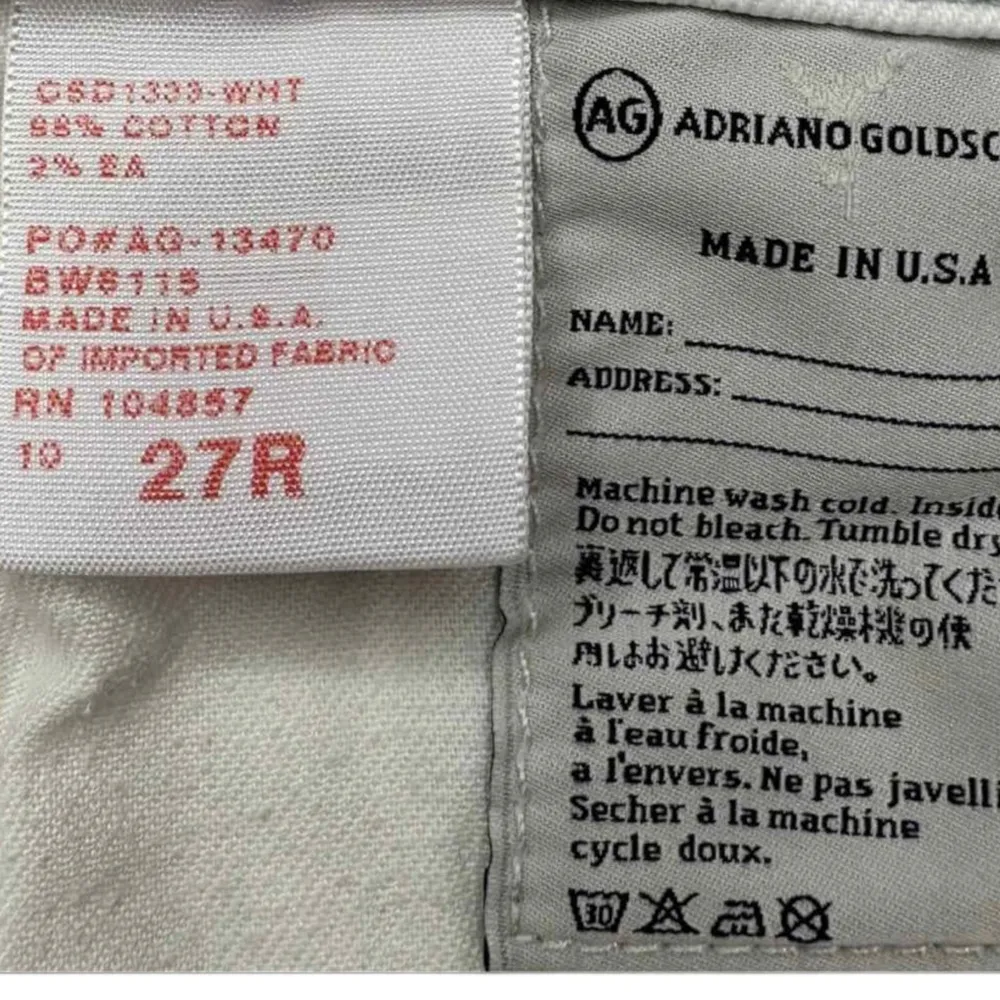 CSD1333-WHT
98% COTTON
2% EA
PO#AG-13470
BW6115
MADE IN U.S.A.
OF IMPORTED FABRIC
RN 104857
10 27R
AG ADRIANO GOLDSC
MADE IN U.S.A
NAME:
ADDRESS:
Machine wash cold. Inside
Do not bleach. Tumble dry
裏返して常温以下の水で洗ってくだ
ブリーチ剤、また乾燥機の使
用はお避けください。
Laver à la machine
à l'eau froide,
a l'envers. Ne pas javelli
Secher à la machine
cycle doux.
30